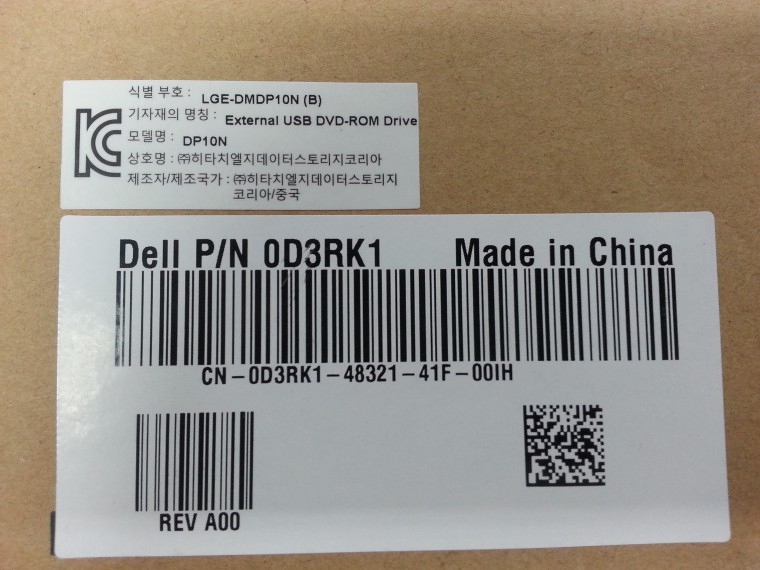 식별 부호 : LGE-DMDP10N (B)
기자재의 명칭 : External USB DVD-ROM Drive
모델명 : DP10N
상호명 : ㈜히타치엘지데이터스토리지코리아
제조자/제조국가 : ㈜히타치엘지데이터스토리지
코리아/중국
Dell P/N 0D3RK1 Made in China
CN-0D3RK1-48321-41F-00IH
REV A00